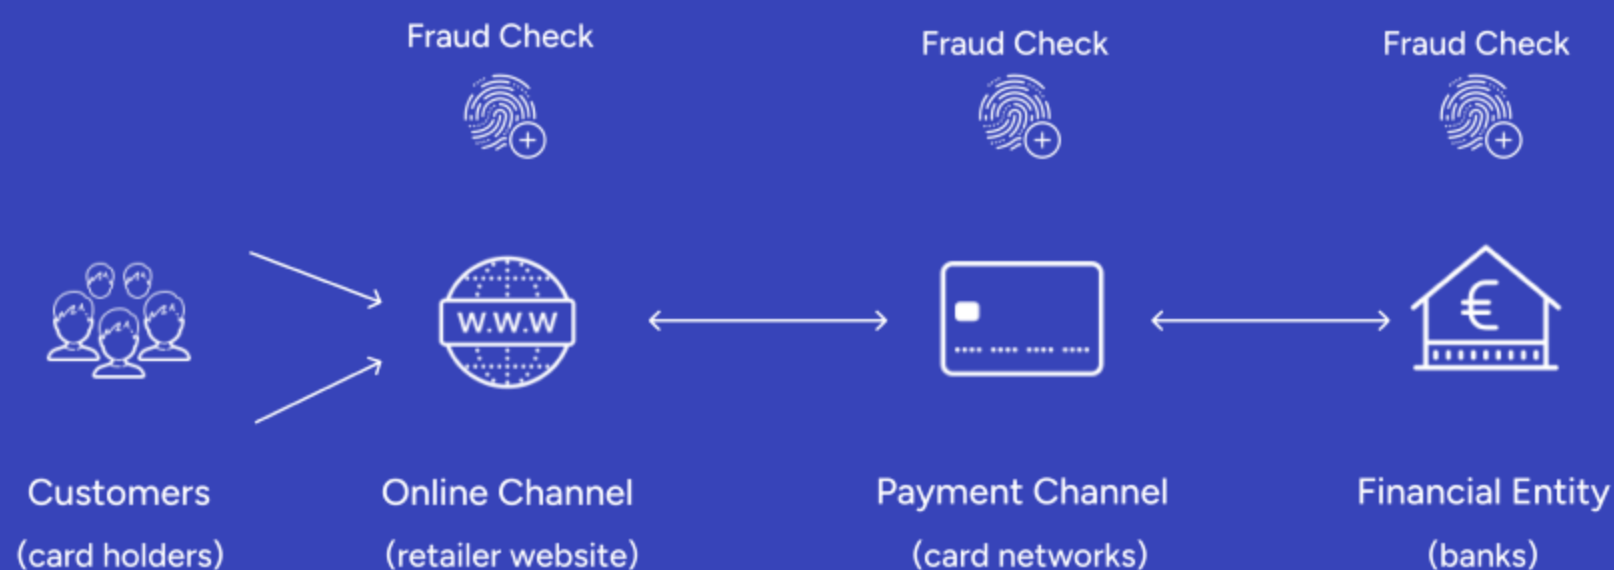 Fraud Check
Fraud Check
Fraud Check
W.W.W
€
Customers
(card holders)
Online Channel
(retailer website)
Payment Channel
(card networks)
Financial Entity
(banks)